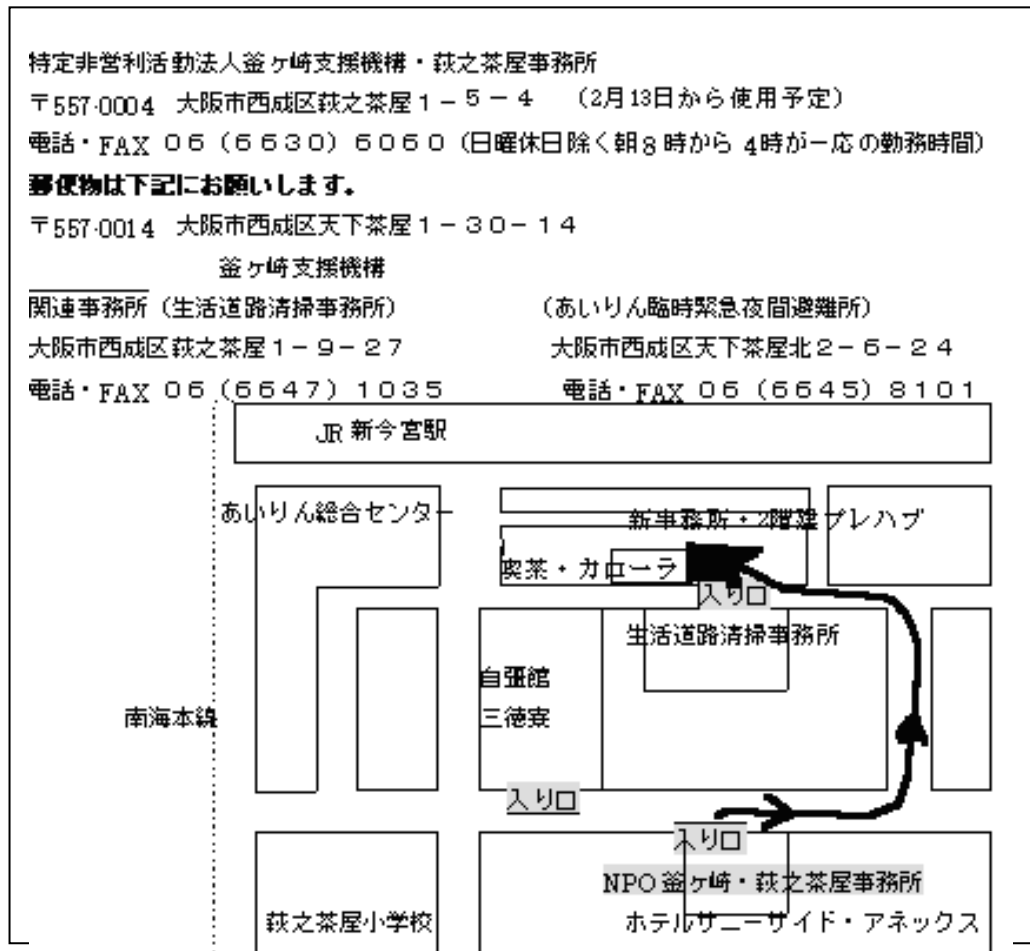 特定非営利活動法人釜ヶ崎支援機構・萩之茶屋事務所
〒557-0004 大阪市西成区萩之茶屋１－５－４ （2月13日から使用予定）
電話・FAX ０６（６６３０）６０６０（日曜休日除く朝８時から 4時が一応の勤務時間）
郵便物は下記にお願いします。
〒557-0014 大阪市西成区天下茶屋１－３０－１４
釜ヶ崎支援機構
関連事務所（生活道路清掃事務所） （あいりん臨時緊急夜間避難所）
大阪市西成区萩之茶屋１－９－２７ 大阪市西成区天下茶屋北２－６－２４
電話・FAX ０６（６６４７）１０３５ 電話・FAX ０６（６６４５）８１０１
JR 新今宮駅
あいりん総合センター
新事務所・2階建プレハブ
喫茶・カローラ
入り口
生活道路清掃事務所
自彊館
三徳寮
南海本線
入り口
入り口
NPO 釜ヶ崎・萩之茶屋事務所
萩之茶屋小学校
ホテルサニーサイド・アネックス